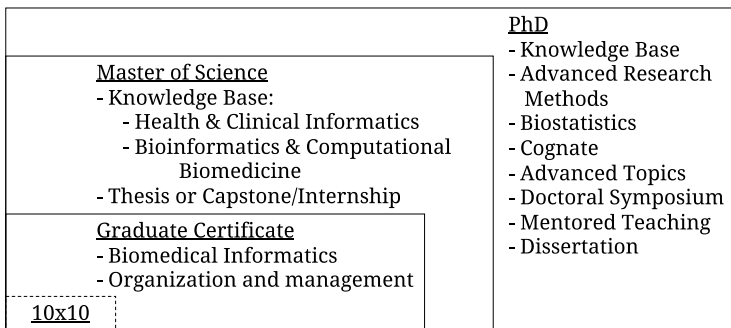 PhD
- Knowledge Base
- Advanced Research
Methods
- Biostatistics
- Cognate
- Advanced Topics
- Doctoral Symposium
- Mentored Teaching
- Dissertation
Master of Science
- Knowledge Base:
- Health & Clinical Informatics
- Bioinformatics & Computational
Biomedicine
- Thesis or Capstone/Internship
Graduate Certificate
- Biomedical Informatics
- Organization and management
10x10